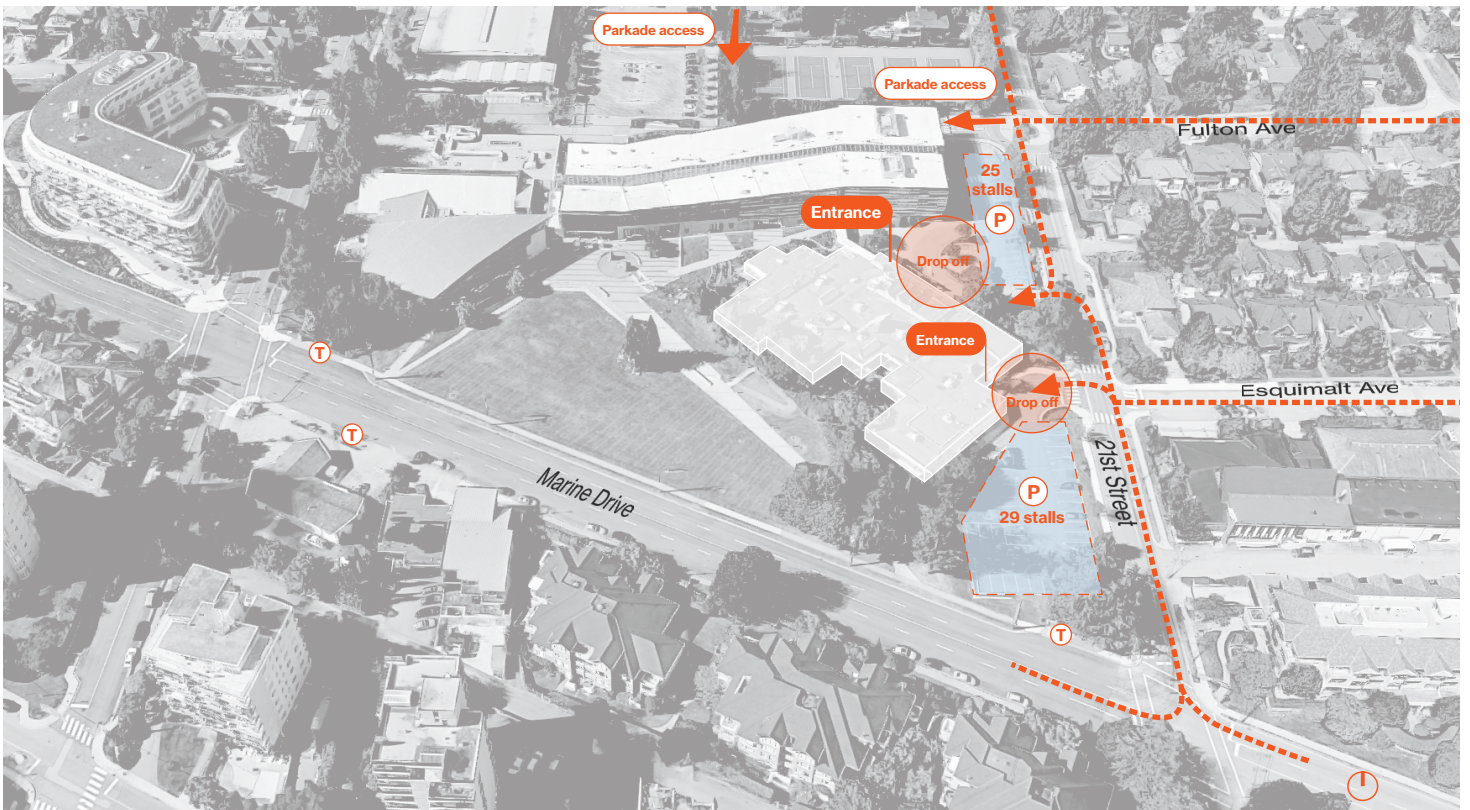 Parkade access
Parkade access
Fulton Ave
25
stalls
P
Entrance
Drop off
Entrance
T
Esquimalt Ave
Drop off
T
21st Street
Marine Drive
P
29 stalls
T